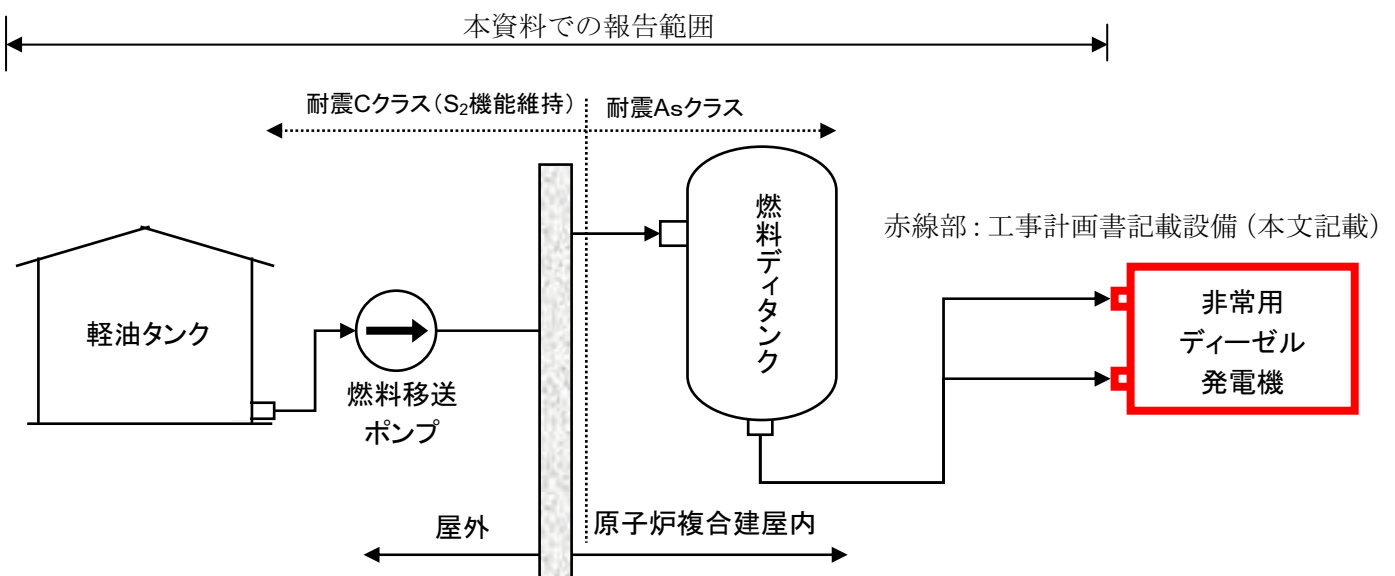 本資料での報告範囲
耐震Cクラス(S₂機能維持)
耐震Asクラス
燃料ディタンク
赤線部:工事計画書記載設備(本文記載)
軽油タンク
燃料移送
ポンプ
非常用
ディーゼル
発電機
屋外
原子炉複合建屋内